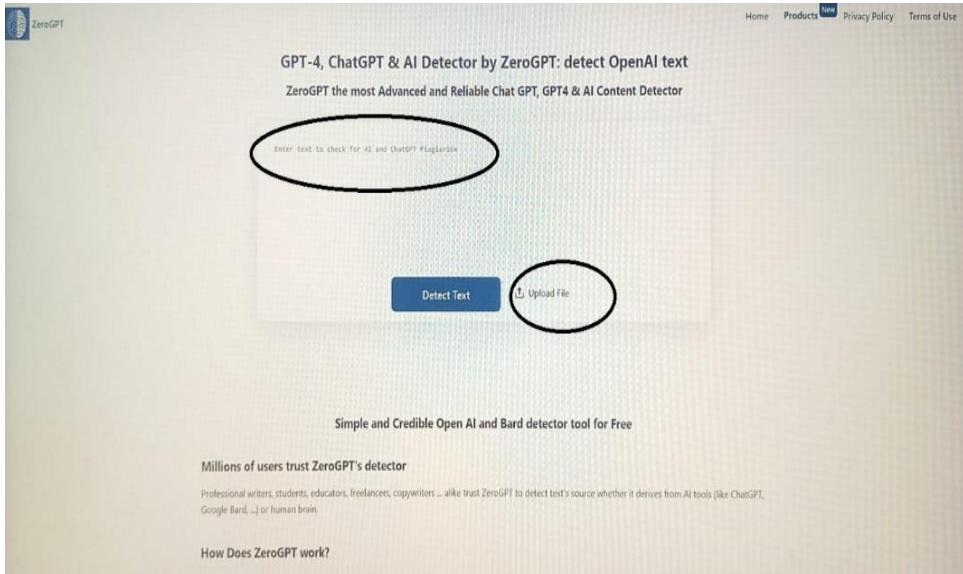 ZeroGPT
Home Products New Privacy Policy Terms of Use
GPT-4, ChatGPT & AI Detector by ZeroGPT: detect OpenAI text
ZeroGPT the most Advanced and Reliable Chat GPT, GPT4 & AI Content Detector
Enter text to check for AI and ChatGPT Plagiarism
Detect Text Upload File
Simple and Credible Open AI and Bard detector tool for Free
Millions of users trust ZeroGPT's detector
Professional writers, students, educators, freelancers, copywriters ... alike trust ZeroGPT to detect text's source whether it derives from AI tools (like ChatGPT,
Google Bard, ...) or human brain.
How Does ZeroGPT work?